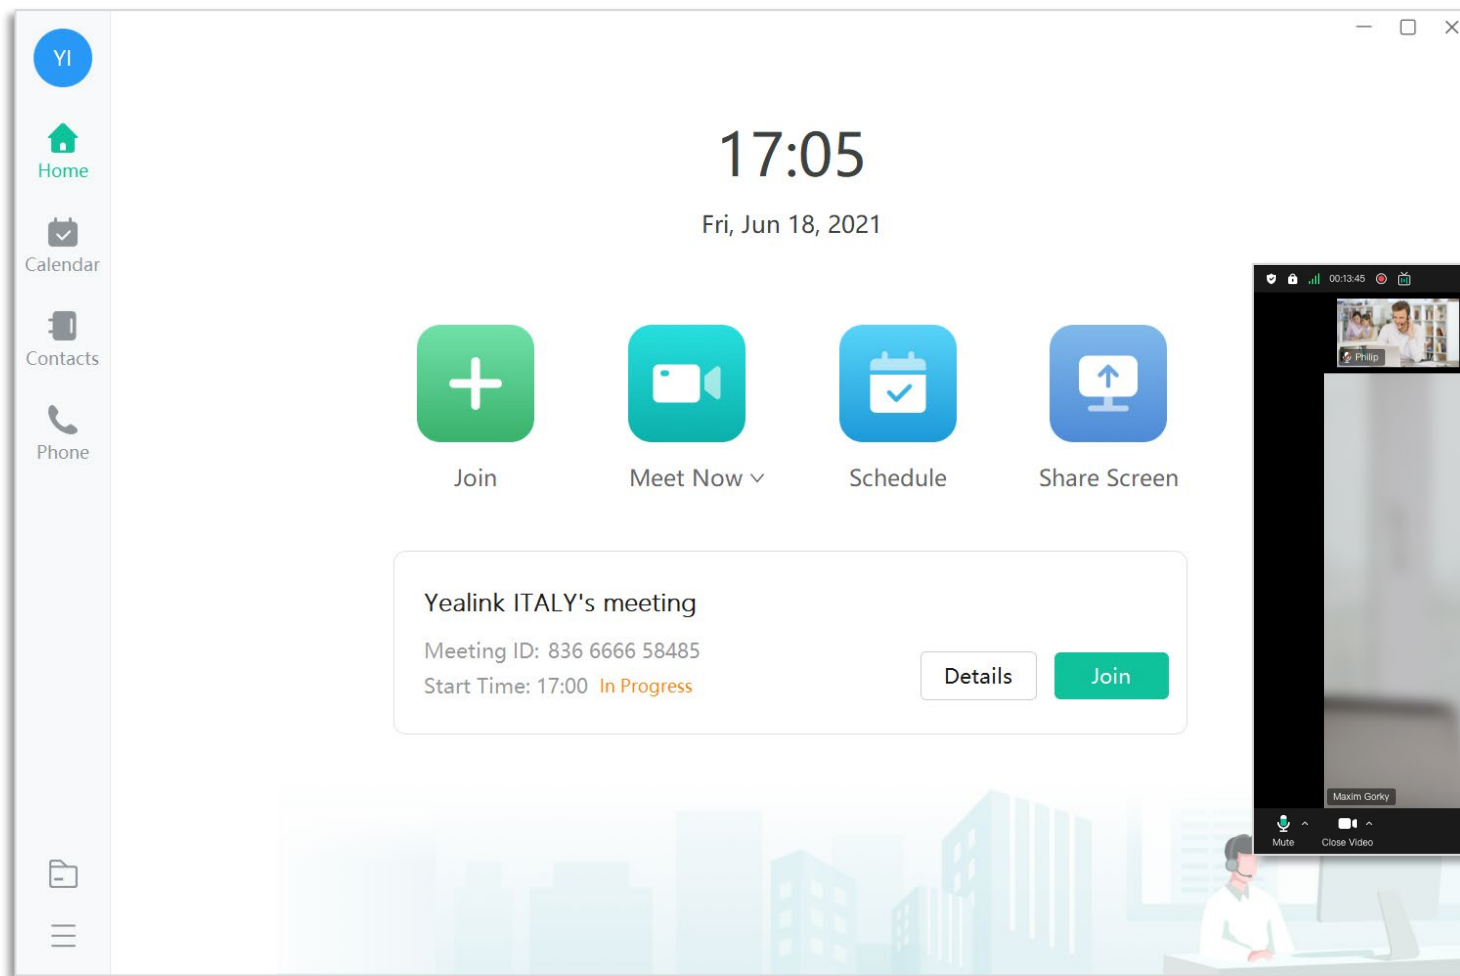 YI
Home
Calendar
Contacts
Phone
17:05
Fri, Jun 18, 2021
Join
Meet Now
Schedule
Share Screen
Yealink ITALY's meeting
Meeting ID: 836 6666 58485
Start Time: 17:00 In Progress
Details
Join
00:13:45
Philip
Maxim Gorky
Mute
Close Video